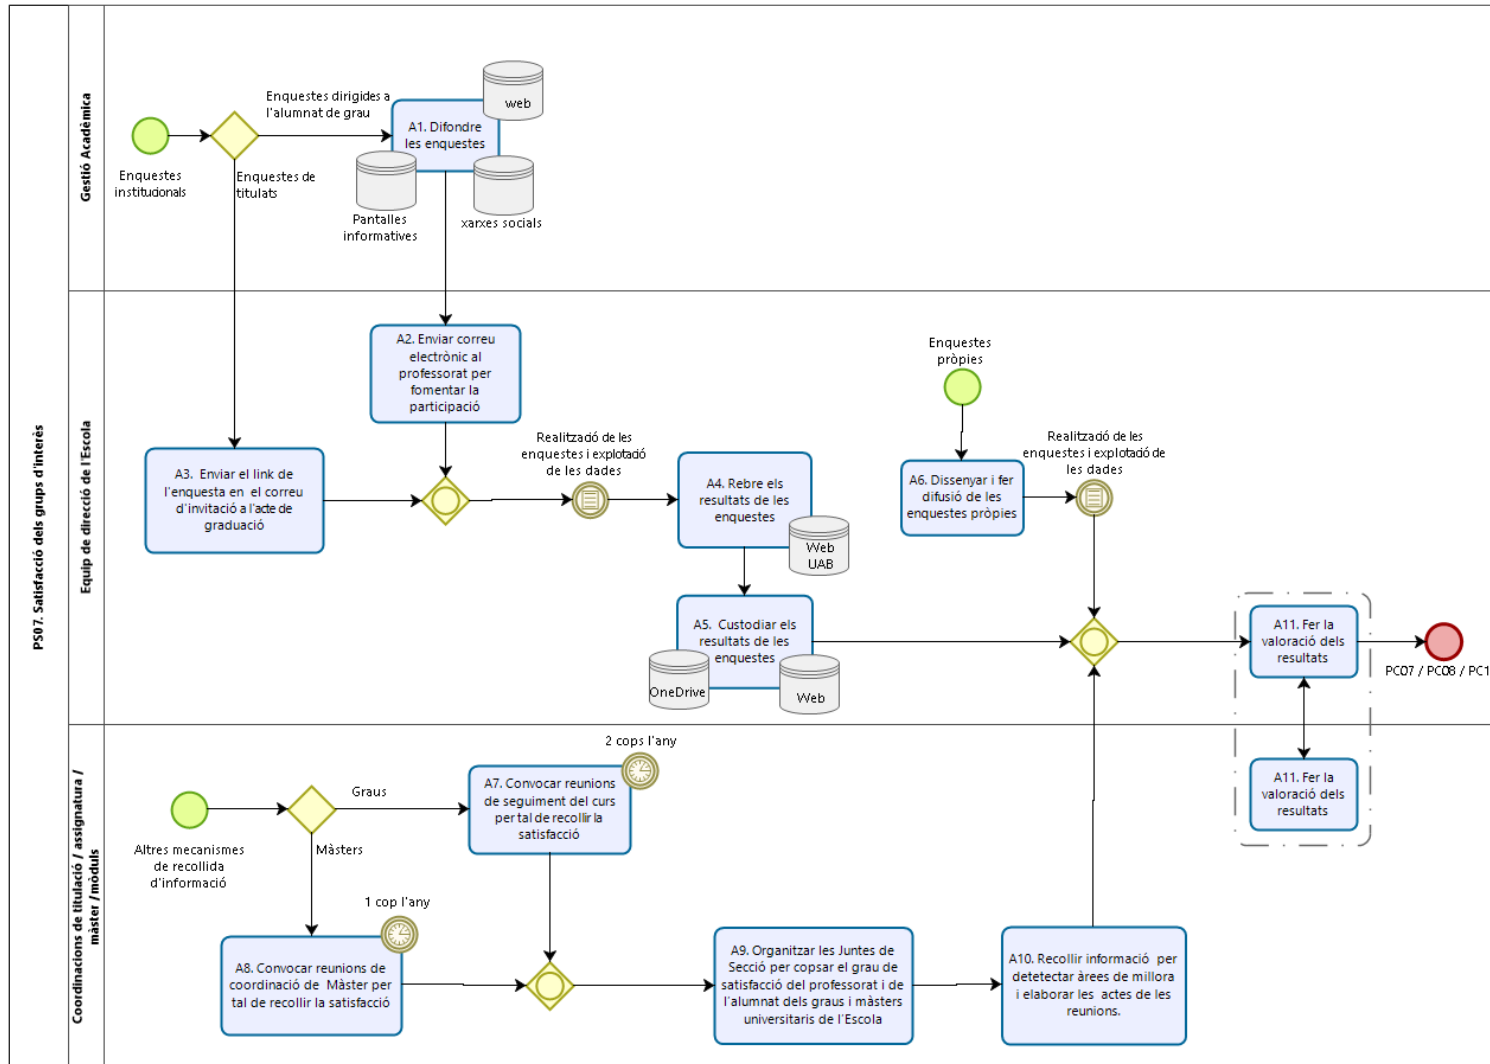 PS07. Satisfacció dels grups d'interès
Gestió Acadèmica
Enquestes
institucionals
Enquestes dirigides a
l'alumnat de grau
Enquestes de
titulats
A1. Difondre
les enquestes
web
Pantalles
informatives
xarxes socials
Equip de direcció de l'Escola
A2. Enviar correu
electrònic al
professorat per
fomentar la
participació
A3. Enviar el link de
l'enquesta en el correu
d'invitació a l'acte de
graduació
Realització de les
enquestes i explotació
de les dades
A4. Rebre els
resultats de les
enquestes
Web
UAB
A5. Custodiar els
resultats de les
enquestes
OneDrive
Web
Enquestes
pròpies
A6. Dissenyar i fer
difusió de les
enquestes pròpies
Realització de les
enquestes i explotació de
les dades
A11. Fer la
valoració dels
resultats
PC07 / PC08 / PC1
Coordinacions de titulació / assignatura /
màster /mòduls
Altres mecanismes
de recollida
d'informació
Graus
Màsters
2 cops l'any
A7. Convocar reunions
de seguiment del curs
per tal de recollir la
satisfacció
1 cop l'any
A8. Convocar reunions de
coordinació de Màster per
tal de recollir la satisfacció
A9. Organitzar les Juntes de
Secció per copsar el grau de
satisfacció del professorat i de
l'alumnat dels graus i màsters
universitaris de l'Escola
A10. Recollir informació per
detetectar àrees de millora
i elaborar les actes de les
reunions.
A11. Fer la
valoració dels
resultats